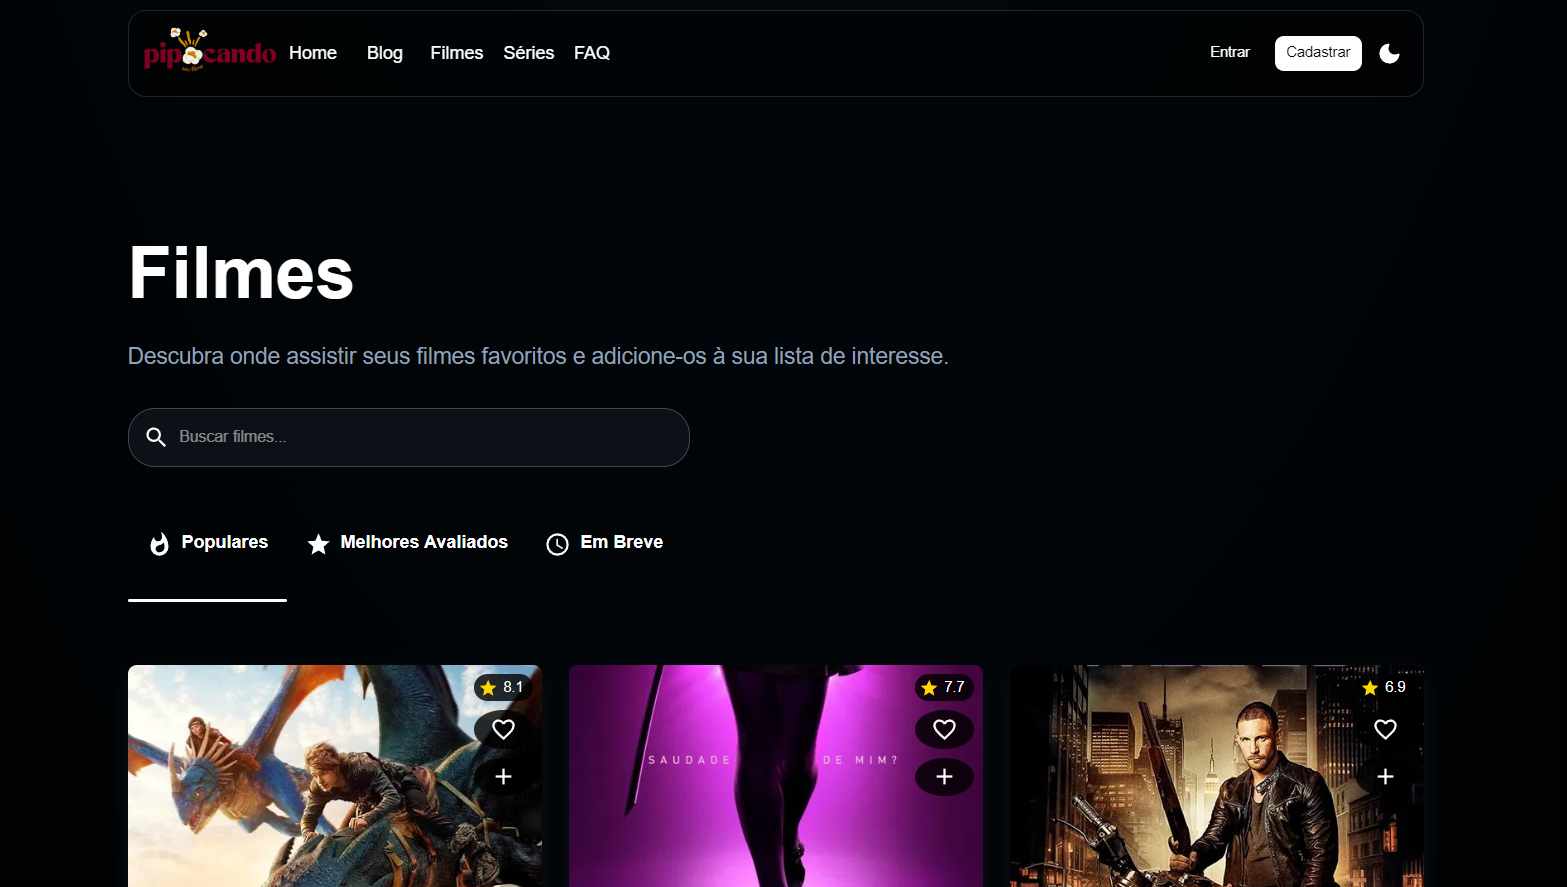 pipocando Home Blog Filmes Séries FAQ Entrar Cadastrar
Filmes
Descubra onde assistir seus filmes favoritos e adicione-os à sua lista de interesse.
Buscar filmes...
Populares Melhores Avaliados Em Breve
8.1 7.7 6.9
SAUDADE DE MIM?